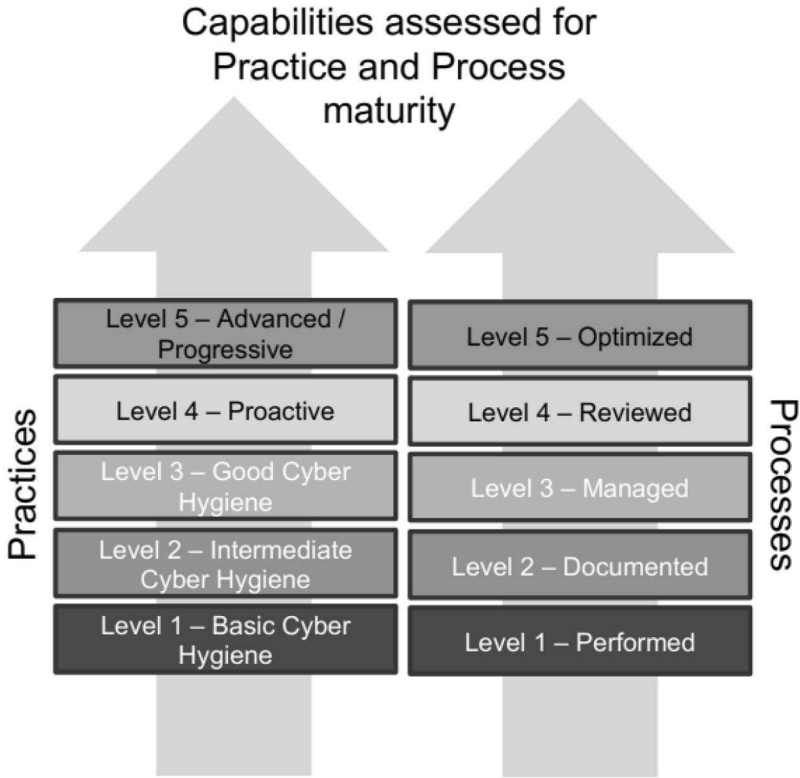 Capabilities assessed for
Practice and Process
maturity
Practices
Level 5 – Advanced /
Progressive
Level 4 – Proactive
Level 3 – Good Cyber
Hygiene
Level 2 – Intermediate
Cyber Hygiene
Level 1 – Basic Cyber
Hygiene
Level 5 – Optimized
Level 4 – Reviewed
Level 3 – Managed
Level 2 – Documented
Level 1 – Performed
Processes